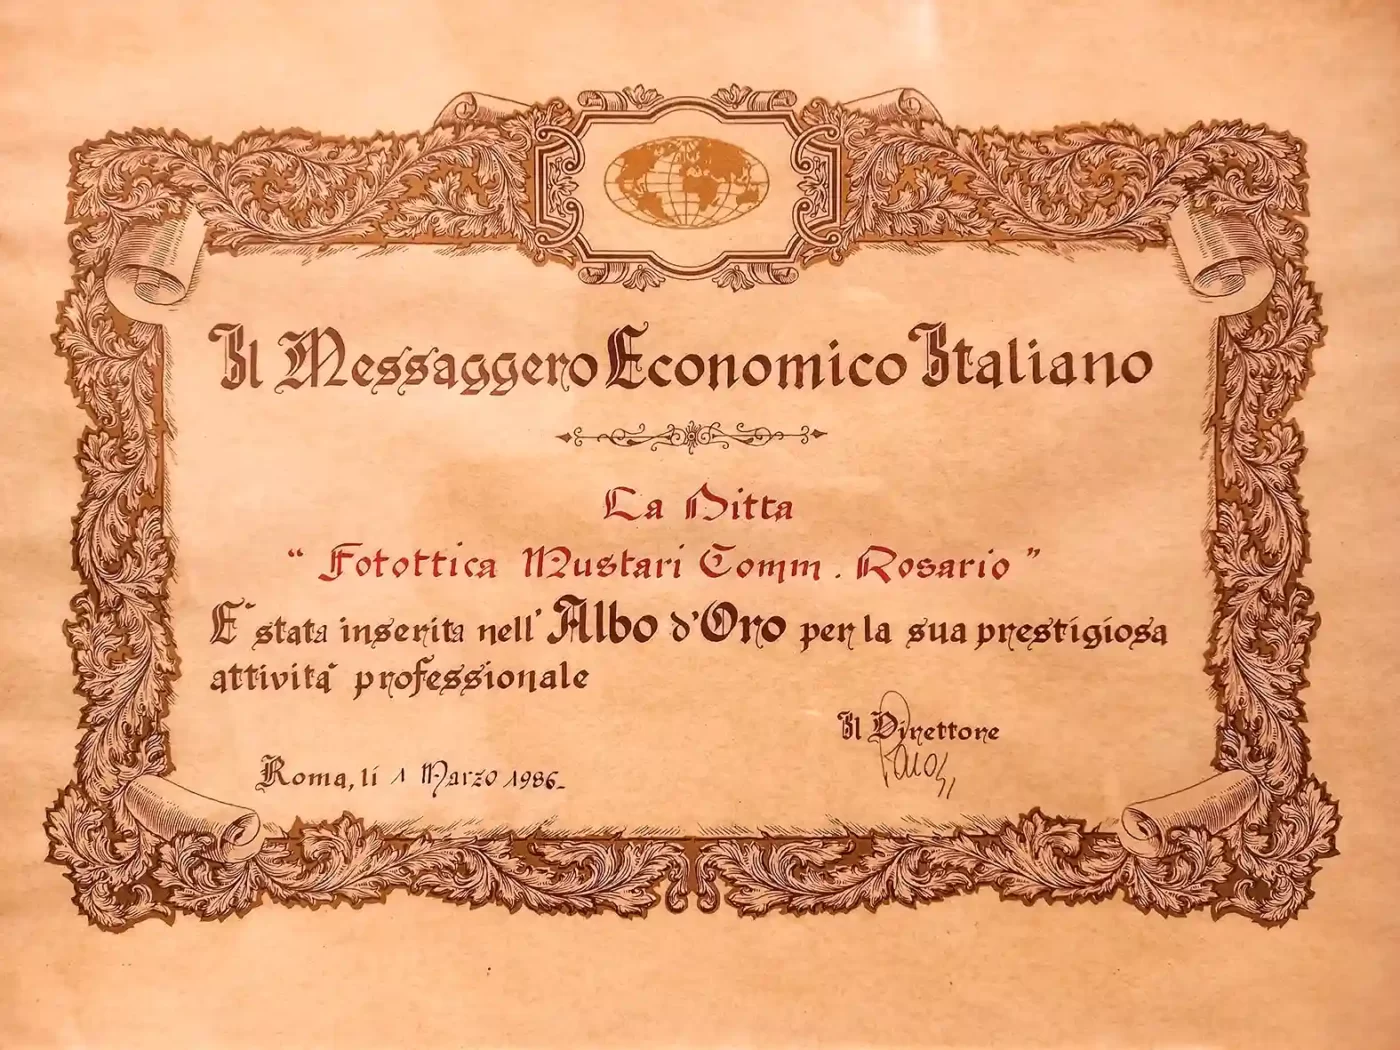 Il Messaggero Economico Italiano
La Ditta
" Fotottica Mustari Comm. Rosario "
E' stata inserita nell' Albo d'Oro per la sua prestigiosa
attività professionale
Il Direttore
Roma, li 1 Marzo 1986.